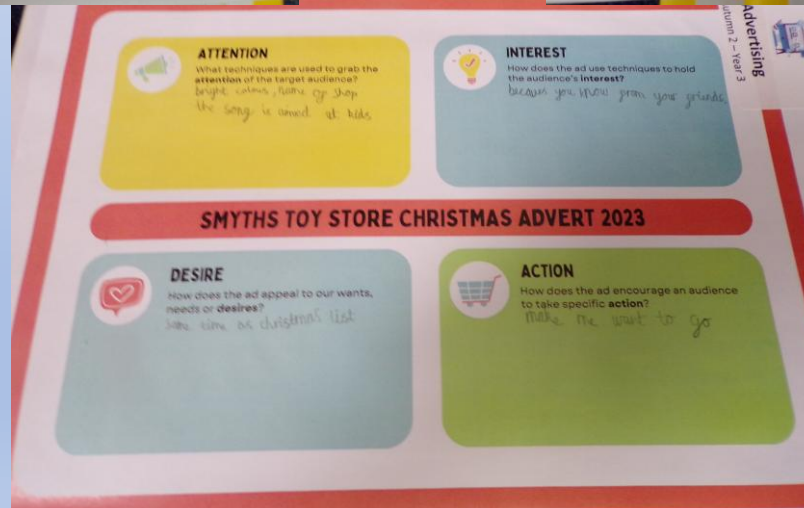 Advertising
Autumn 2 – Year 3
ATTENTION
What techniques are used to grab the
attention of the target audience?
bright colours, name of shop
the song is aimed at kids
INTEREST
How does the ad use techniques to hold
the audience's interest?
becaus you know from your friends
SMYTHS TOY STORE CHRISTMAS ADVERT 2023
DESIRE
How does the ad appeal to our wants,
needs or desires?
same time as christmas list
ACTION
How does the ad encourage an audience
to take specific action?
make me want to go